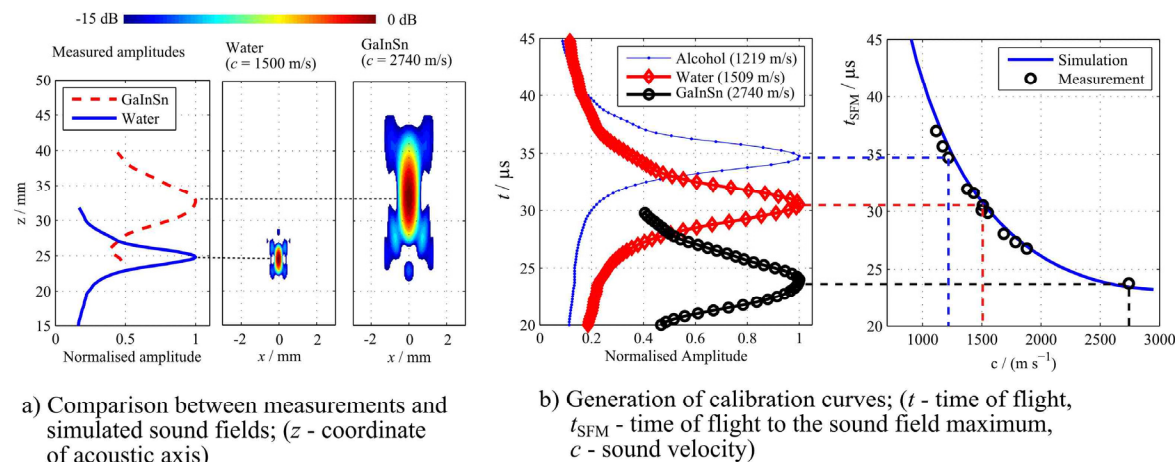 -15 dB
0 dB
Measured amplitudes
Water
(c = 1500 m/s)
GaInSn
(c = 2740 m/s)
GaInSn
Water
z / mm
50
45
40
35
30
25
20
15
0
0.5
1
Normalised amplitude
-2 0 2
x / mm
-2 0 2
x / mm
a) Comparison between measurements and
simulated sound fields; (z - coordinate
of acoustic axis)
Alcohol (1219 m/s)
Water (1509 m/s)
GaInSn (2740 m/s)
t / µs
45
40
35
30
25
20
0 0.2 0.4 0.6 0.8 1
Normalised Amplitude
Simulation
Measurement
tSFM / µs
45
40
35
30
25
20
1000 1500 2000 2500 3000
c / (m s⁻¹)
b) Generation of calibration curves; (t - time of flight,
tSFM - time of flight to the sound field maximum,
c - sound velocity)